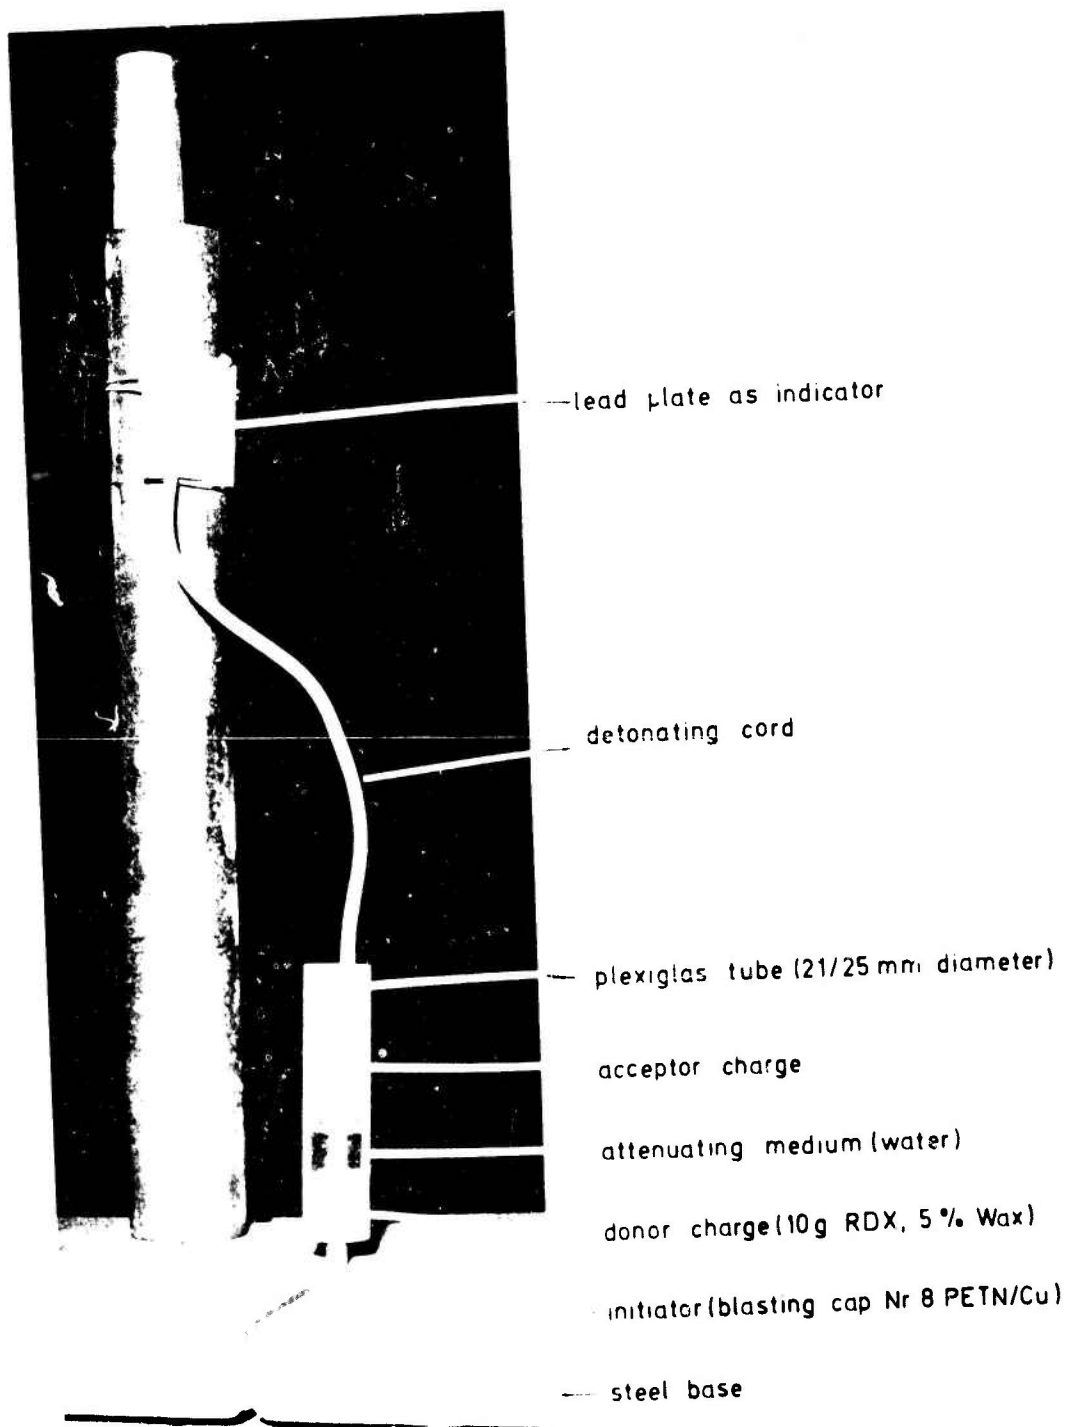 lead plate as indicator
detonating cord
plexiglas tube (21/25 mm diameter)
acceptor charge
attenuating medium (water)
donor charge (10 g RDX, 5 % Wax)
initiator (blasting cap Nr 8 PETN/Cu)
steel base